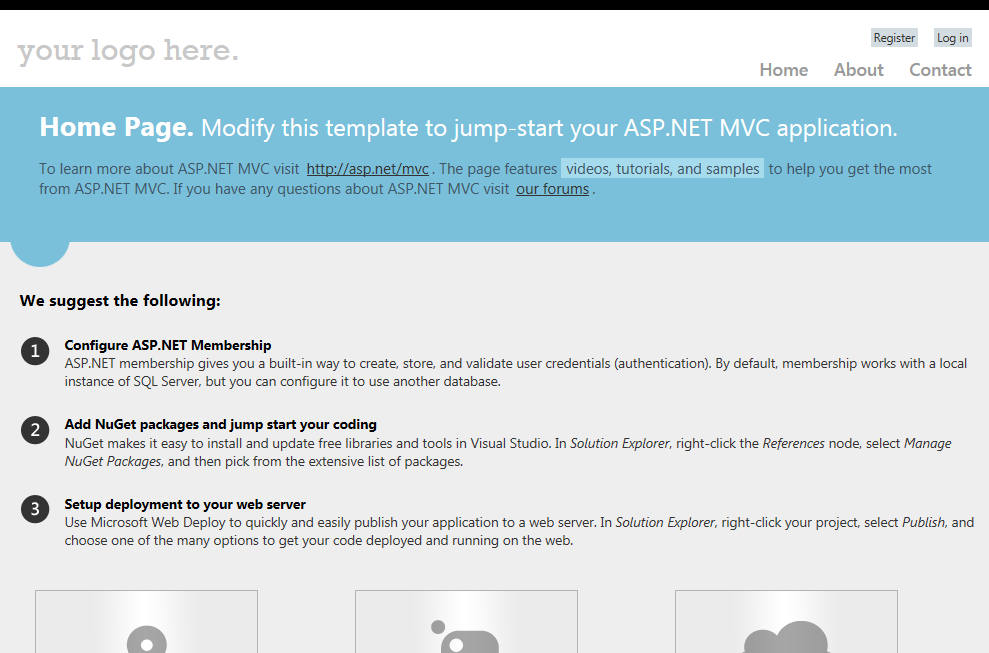 your logo here.
Register Log in
Home About Contact
Home Page. Modify this template to jump-start your ASP.NET MVC application.
To learn more about ASP.NET MVC visit http://asp.net/mvc . The page features videos, tutorials, and samples to help you get the most
from ASP.NET MVC. If you have any questions about ASP.NET MVC visit our forums .
We suggest the following:
1 Configure ASP.NET Membership
ASP.NET membership gives you a built-in way to create, store, and validate user credentials (authentication). By default, membership works with a local
instance of SQL Server, but you can configure it to use another database.
2 Add NuGet packages and jump start your coding
NuGet makes it easy to install and update free libraries and tools in Visual Studio. In Solution Explorer, right-click the References node, select Manage
NuGet Packages, and then pick from the extensive list of packages.
3 Setup deployment to your web server
Use Microsoft Web Deploy to quickly and easily publish your application to a web server. In Solution Explorer, right-click your project, select Publish, and
choose one of the many options to get your code deployed and running on the web.